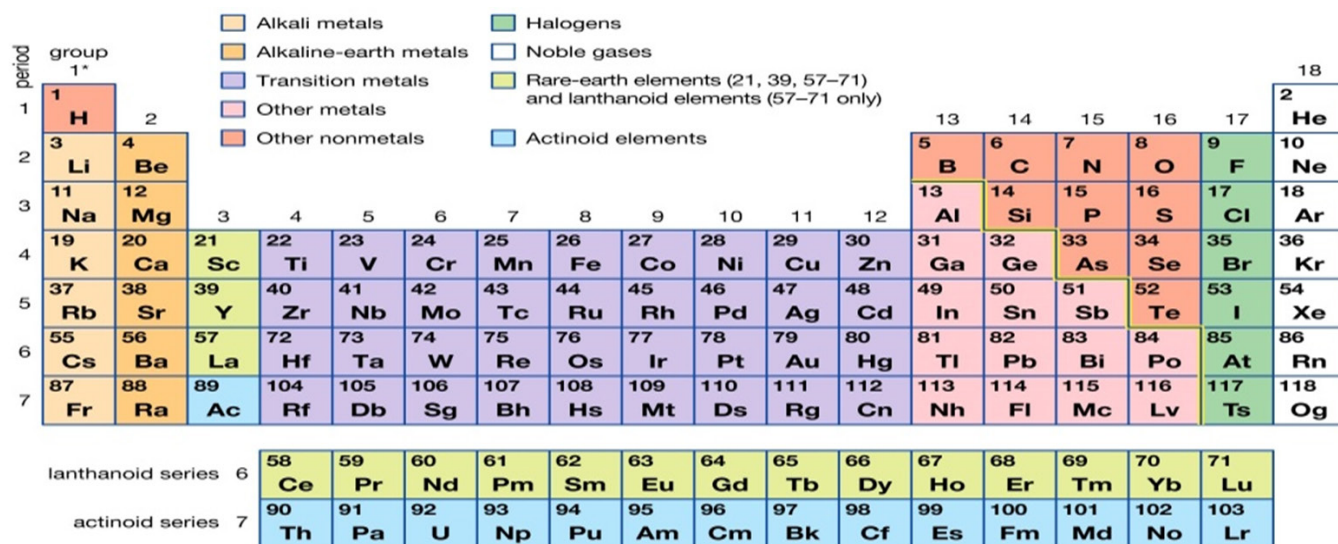 Alkali metals
Alkaline-earth metals
Transition metals
Other metals
Other nonmetals
Halogens
Noble gases
Rare-earth elements (21, 39, 57–71)
and lanthanoid elements (57–71 only)
Actinoid elements
period
group
1* 18
1 1 H 2 He
2 13 14 15 16 17
2 3 Li 4 Be 5 B 6 C 7 N 8 O 9 F 10 Ne
3 11 Na 12 Mg 13 Al 14 Si 15 P 16 S 17 Cl 18 Ar
3 4 5 6 7 8 9 10 11 12
4 19 K 20 Ca 21 Sc 22 Ti 23 V 24 Cr 25 Mn 26 Fe 27 Co 28 Ni 29 Cu 30 Zn 31 Ga 32 Ge 33 As 34 Se 35 Br 36 Kr
5 37 Rb 38 Sr 39 Y 40 Zr 41 Nb 42 Mo 43 Tc 44 Ru 45 Rh 46 Pd 47 Ag 48 Cd 49 In 50 Sn 51 Sb 52 Te 53 I 54 Xe
6 55 Cs 56 Ba 57 La 72 Hf 73 Ta 74 W 75 Re 76 Os 77 Ir 78 Pt 79 Au 80 Hg 81 Tl 82 Pb 83 Bi 84 Po 85 At 86 Rn
7 87 Fr 88 Ra 89 Ac 104 Rf 105 Db 106 Sg 107 Bh 108 Hs 109 Mt 110 Ds 111 Rg 112 Cn 113 Nh 114 Fl 115 Mc 116 Lv 117 Ts 118 Og
lanthanoid series 6 58 Ce 59 Pr 60 Nd 61 Pm 62 Sm 63 Eu 64 Gd 65 Tb 66 Dy 67 Ho 68 Er 69 Tm 70 Yb 71 Lu
actinoid series 7 90 Th 91 Pa 92 U 93 Np 94 Pu 95 Am 96 Cm 97 Bk 98 Cf 99 Es 100 Fm 101 Md 102 No 103 Lr